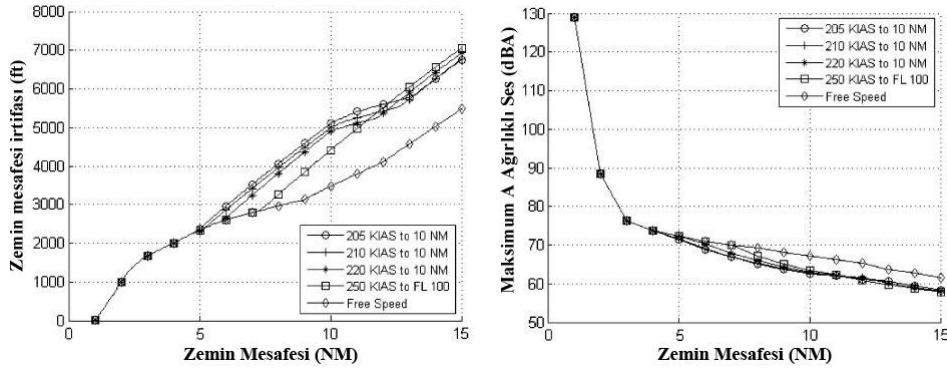 Zemin mesafesi irtifası (ft)
8000
7000
6000
5000
4000
3000
2000
1000
0
0
5
10
15
Zemin Mesafesi (NM)
205 KIAS to 10 NM
210 KIAS to 10 NM
220 KIAS to 10 NM
250 KIAS to FL 100
Free Speed
Maksimum A Ağırlıklı Ses (dBA)
130
120
110
100
90
80
70
60
50
0
5
10
15
Zemin Mesafesi (NM)
205 KIAS to 10 NM
210 KIAS to 10 NM
220 KIAS to 10 NM
250 KIAS to FL 100
Free Speed